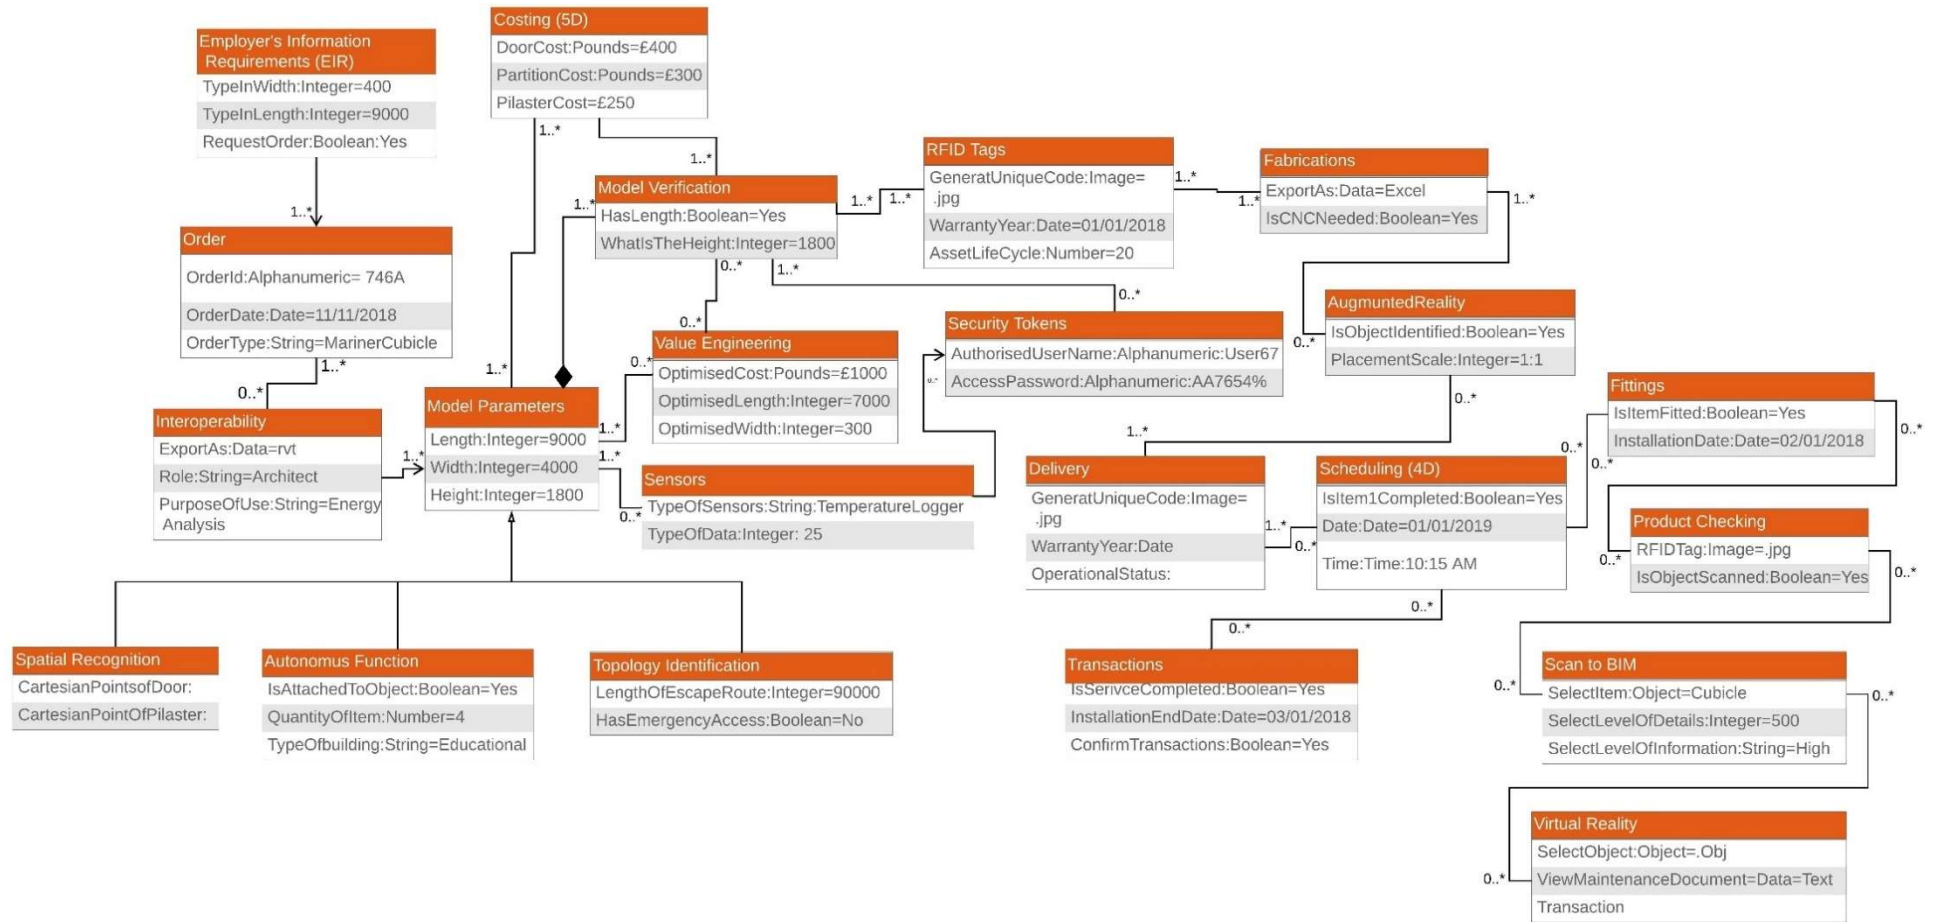 Employer's Information
Requirements (EIR)
TypeInWidth:Integer=400
TypeInLength:Integer=9000
RequestOrder:Boolean:Yes
1..*
Order
OrderId:Alphanumeric= 746A
OrderDate:Date=11/11/2018
OrderType:String=MarinerCubicle
1..*
0..*
Interoperability
ExportAs:Data=rvt
Role:String=Architect
PurposeOfUse:String=Energy
Analysis
1..*
Costing (5D)
DoorCost:Pounds=£400
PartitionCost:Pounds=£300
PilasterCost=£250
1..*
1..*
Model Verification
HasLength:Boolean=Yes
WhatIsTheHeight:Integer=1800
1..*
1..*
0..*
1..*
0..*
Value Engineering
OptimisedCost:Pounds=£1000
OptimisedLength:Integer=7000
OptimisedWidth:Integer=300
0..*
1..*
1..*
Model Parameters
Length:Integer=9000
Width:Integer=4000
Height:Integer=1800
1..*
0..*
Sensors
TypeOfSensors:String:TemperatureLogger
TypeOfData:Integer: 25
Spatial Recognition
CartesianPointsofDoor:
CartesianPointOfPilaster:
Autonomus Function
IsAttachedToObject:Boolean=Yes
QuantityOfItem:Number=4
TypeOfbuilding:String=Educational
Topology Identification
LengthOfEscapeRoute:Integer=90000
HasEmergencyAccess:Boolean=No
RFID Tags
GeneratUniqueCode:Image=
.jpg
WarrantyYear:Date=01/01/2018
AssetLifeCycle:Number=20
1..*
1..*
1..*
Fabrications
ExportAs:Data=Excel
IsCNCNeeded:Boolean=Yes
1..*
0..*
Security Tokens
AuthorisedUserName:Alphanumeric:User67
AccessPassword:Alphanumeric:AA7654%
0..*
AugmuntedReality
IsObjectIdentified:Boolean=Yes
PlacementScale:Integer=1:1
0..*
0..*
1..*
Delivery
GeneratUniqueCode:Image=
.jpg
WarrantyYear:Date
OperationalStatus:
1..*
0..*
Scheduling (4D)
IsItem1Completed:Boolean=Yes
Date:Date=01/01/2019
Time:Time:10:15 AM
0..*
0..*
0..*
0..*
Fittings
IsItemFitted:Boolean=Yes
InstallationDate:Date=02/01/2018
0..*
0..*
Product Checking
RFIDTag:Image=.jpg
IsObjectScanned:Boolean=Yes
0..*
Transactions
IsSerivceCompleted:Boolean=Yes
InstallationEndDate:Date=03/01/2018
ConfirmTransactions:Boolean=Yes
0..*
Scan to BIM
SelectItem:Object=Cubicle
SelectLevelOfDetails:Integer=500
SelectLevelOfInformation:String=High
0..*
0..*
Virtual Reality
SelectObject:Object=.Obj
ViewMaintenanceDocument=Data=Text
Transaction